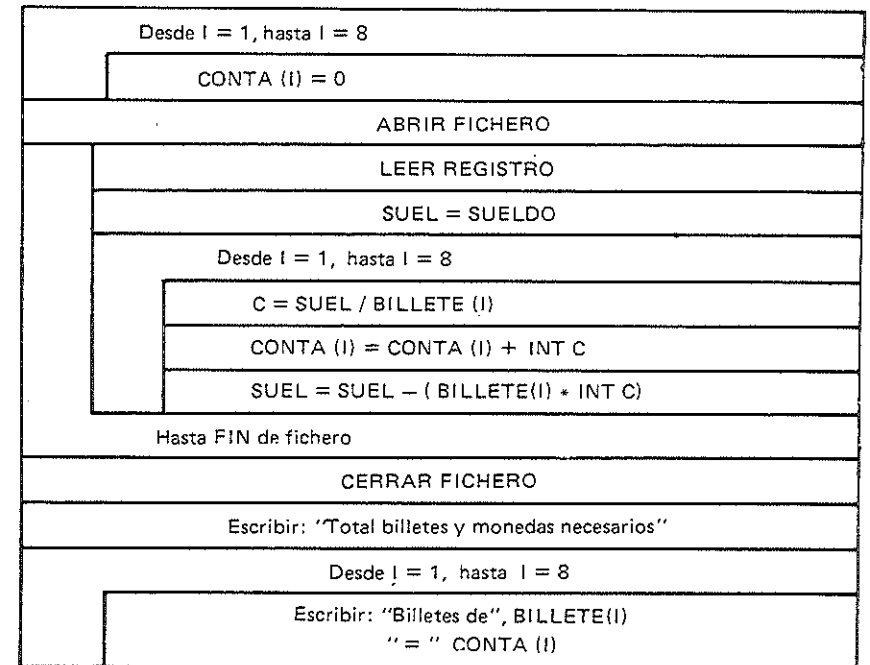 Desde I = 1, hasta I = 8
CONTA (I) = 0
ABRIR FICHERO
LEER REGISTRO
SUEL = SUELDO
Desde I = 1, hasta I = 8
C = SUEL / BILLETE (I)
CONTA (I) = CONTA (I) + INT C
SUEL = SUEL — ( BILLETE(I) * INT C)
Hasta FIN de fichero
CERRAR FICHERO
Escribir: "Total billetes y monedas necesarios"
Desde I = 1, hasta I = 8
Escribir: "Billetes de", BILLETE(I)
" = " CONTA (I)